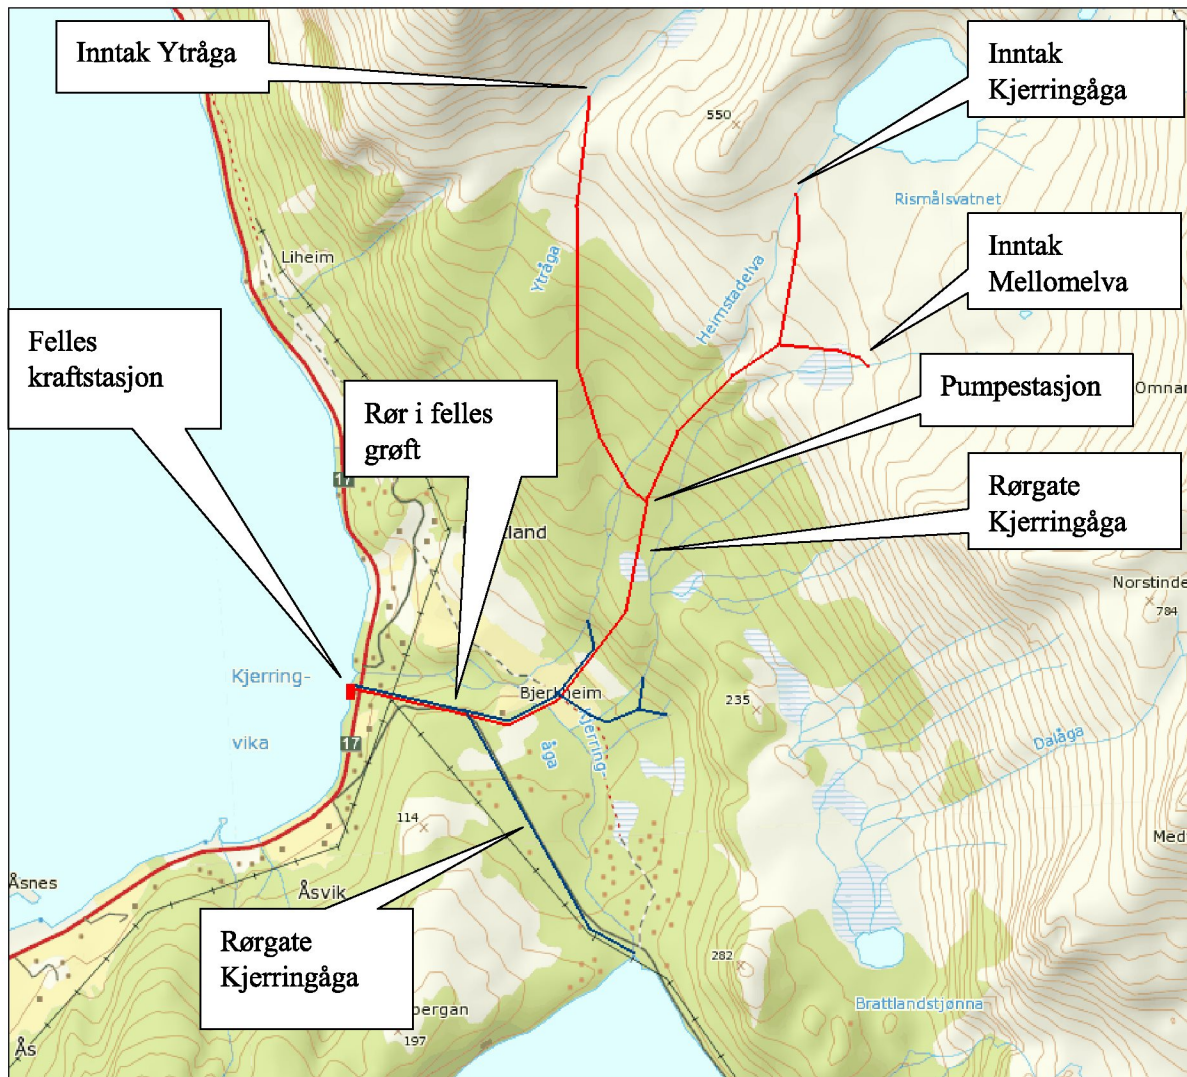 Inntak Ytråga
Inntak
Kjerringåga
550
Rismålsvatnet
Liheim
Ytråga
Heimstadelva
Inntak
Mellomelva
Felles
kraftstasjon
Rør i felles
grøft
Pumpestasjon
Omnan
17
Rørgate
Kjerringåga
land
Norstinde
784
Kjerring-
vika
17
Bjerkheim
Kjerring-
åga
235
Dalåga
114
Med
Åsnes
Åsvik
Rørgate
Kjerringåga
282
Brattlandstjønna
bergan
197
Ås